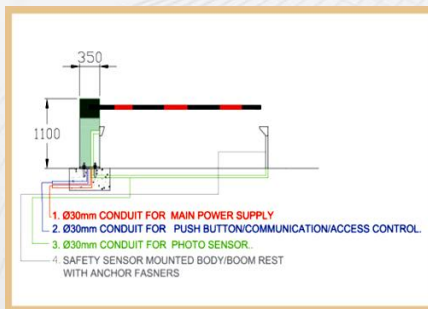 350
1100
1. Ø30mm CONDUIT FOR MAIN POWER SUPPLY
2. Ø30mm CONDUIT FOR PUSH BUTTON/COMMUNICATION/ACCESS CONTROL.
3. Ø30mm CONDUIT FOR PHOTO SENSOR..
4. SAFETY SENSOR MOUNTED BODY/BOOM REST
WITH ANCHOR FASNERS